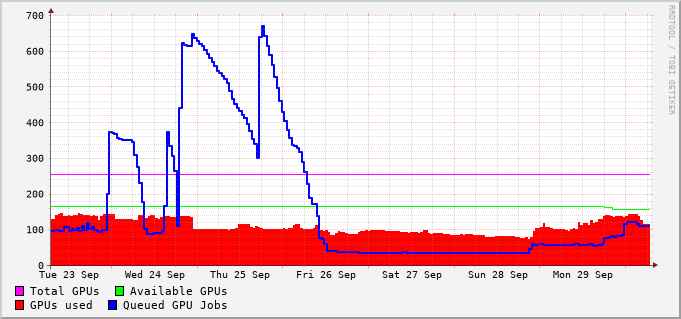 RRDTOOL / TOBI OETIKER
700
600
500
400
300
200
100
0
Tue 23 Sep Wed 24 Sep Thu 25 Sep Fri 26 Sep Sat 27 Sep Sun 28 Sep Mon 29 Sep
Total GPUs Available GPUs
GPUs used Queued GPU Jobs